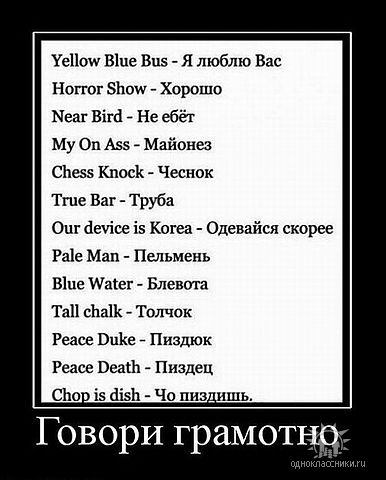 Yellow Blue Bus - Я люблю Вас
Horror Show - Хорошо
Near Bird - Не ебёт
My On Ass - Майонез
Chess Knock - Чеснок
True Bar - Труба
Our device is Korea - Одевайся скорее
Pale Man - Пельмень
Blue Water - Блевота
Tall chalk - Толчок
Peace Duke - Пиздюк
Peace Death - Пиздец
Chop is dish - Чо пиздишь.
Говори грамотно
одноклассники.ru